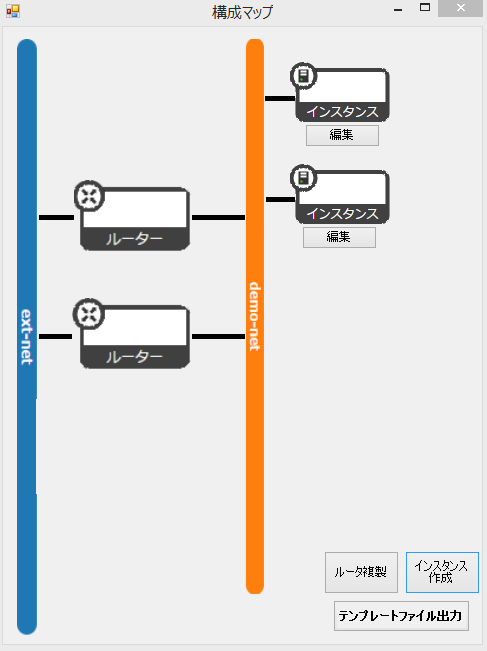 構成マップ
インスタンス
編集
インスタンス
編集
ルーター
ルーター
ext-net
demo-net
ルータ複製
インスタンス
作成
テンプレートファイル出力